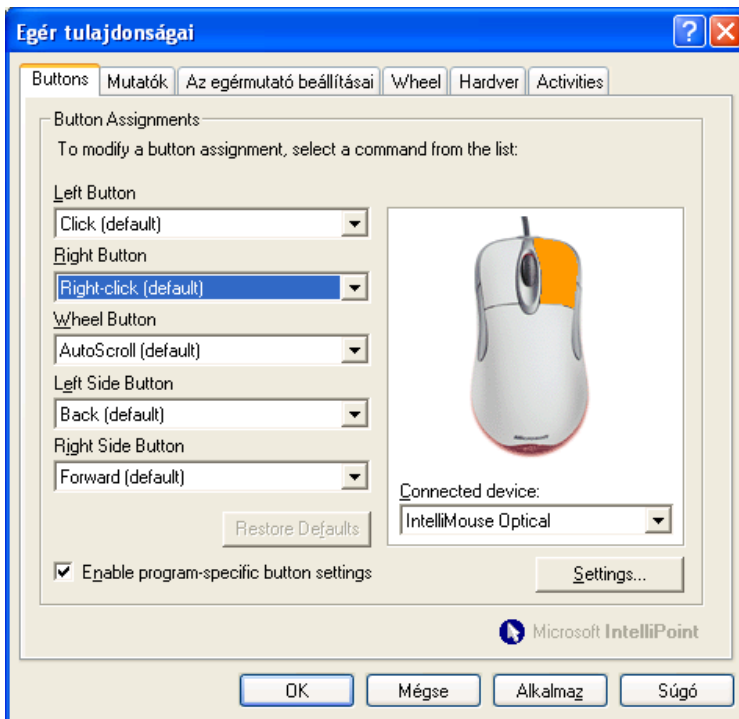 Egér tulajdonságai
Buttons Mutatók Az egérmutató beállításai Wheel Hardver Activities
Button Assignments
To modify a button assignment, select a command from the list:
Left Button
Click (default)
Right Button
Right-click (default)
Wheel Button
AutoScroll (default)
Left Side Button
Back (default)
Right Side Button
Forward (default)
Connected device:
IntelliMouse Optical
Restore Defaults
Enable program-specific button settings
Settings...
Microsoft IntelliPoint
OK Mégse Alkalmaz Súgó